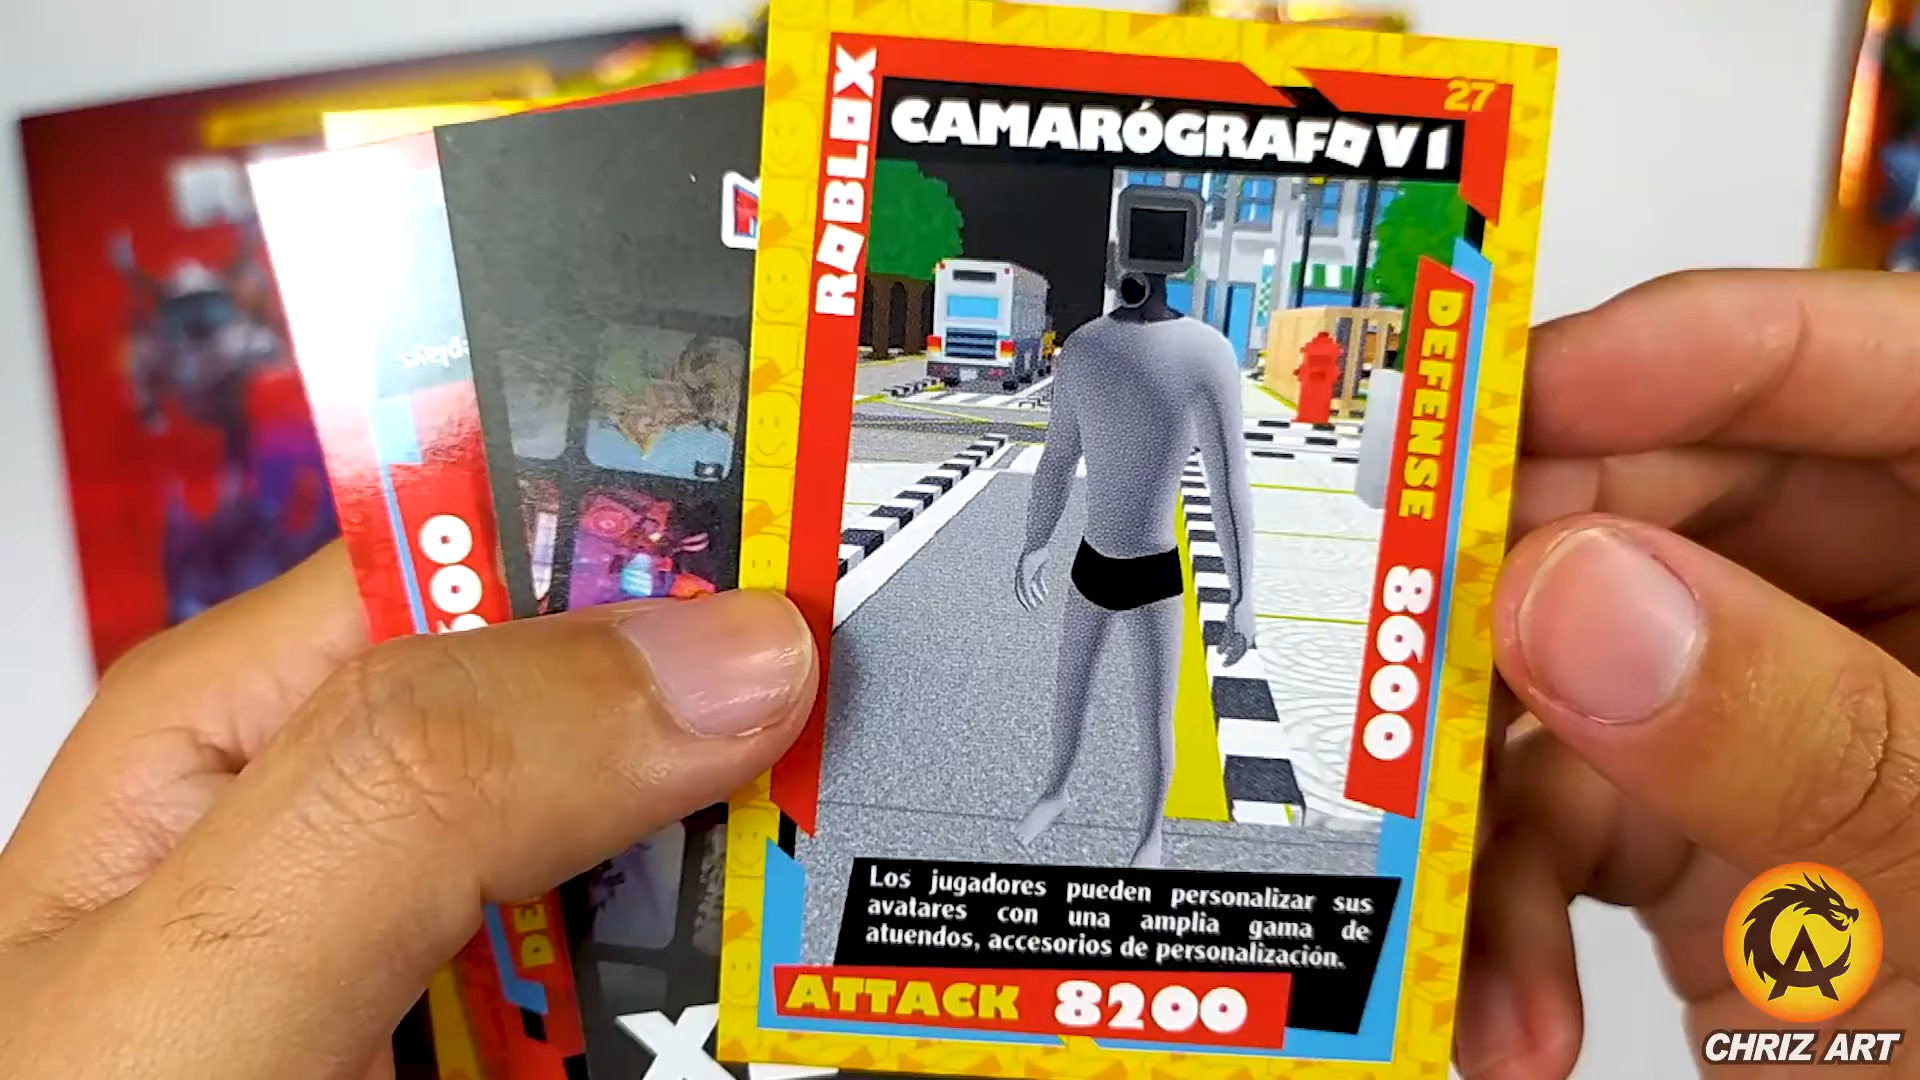 27
CAMARÓGRAFO V 1
ROBLOX
DEFENSE 8600
Los jugadores pueden personalizar sus
avatares con una amplia gama de
atuendos, accesorios de personalización.
ATTACK 8200
CHRIZ ART